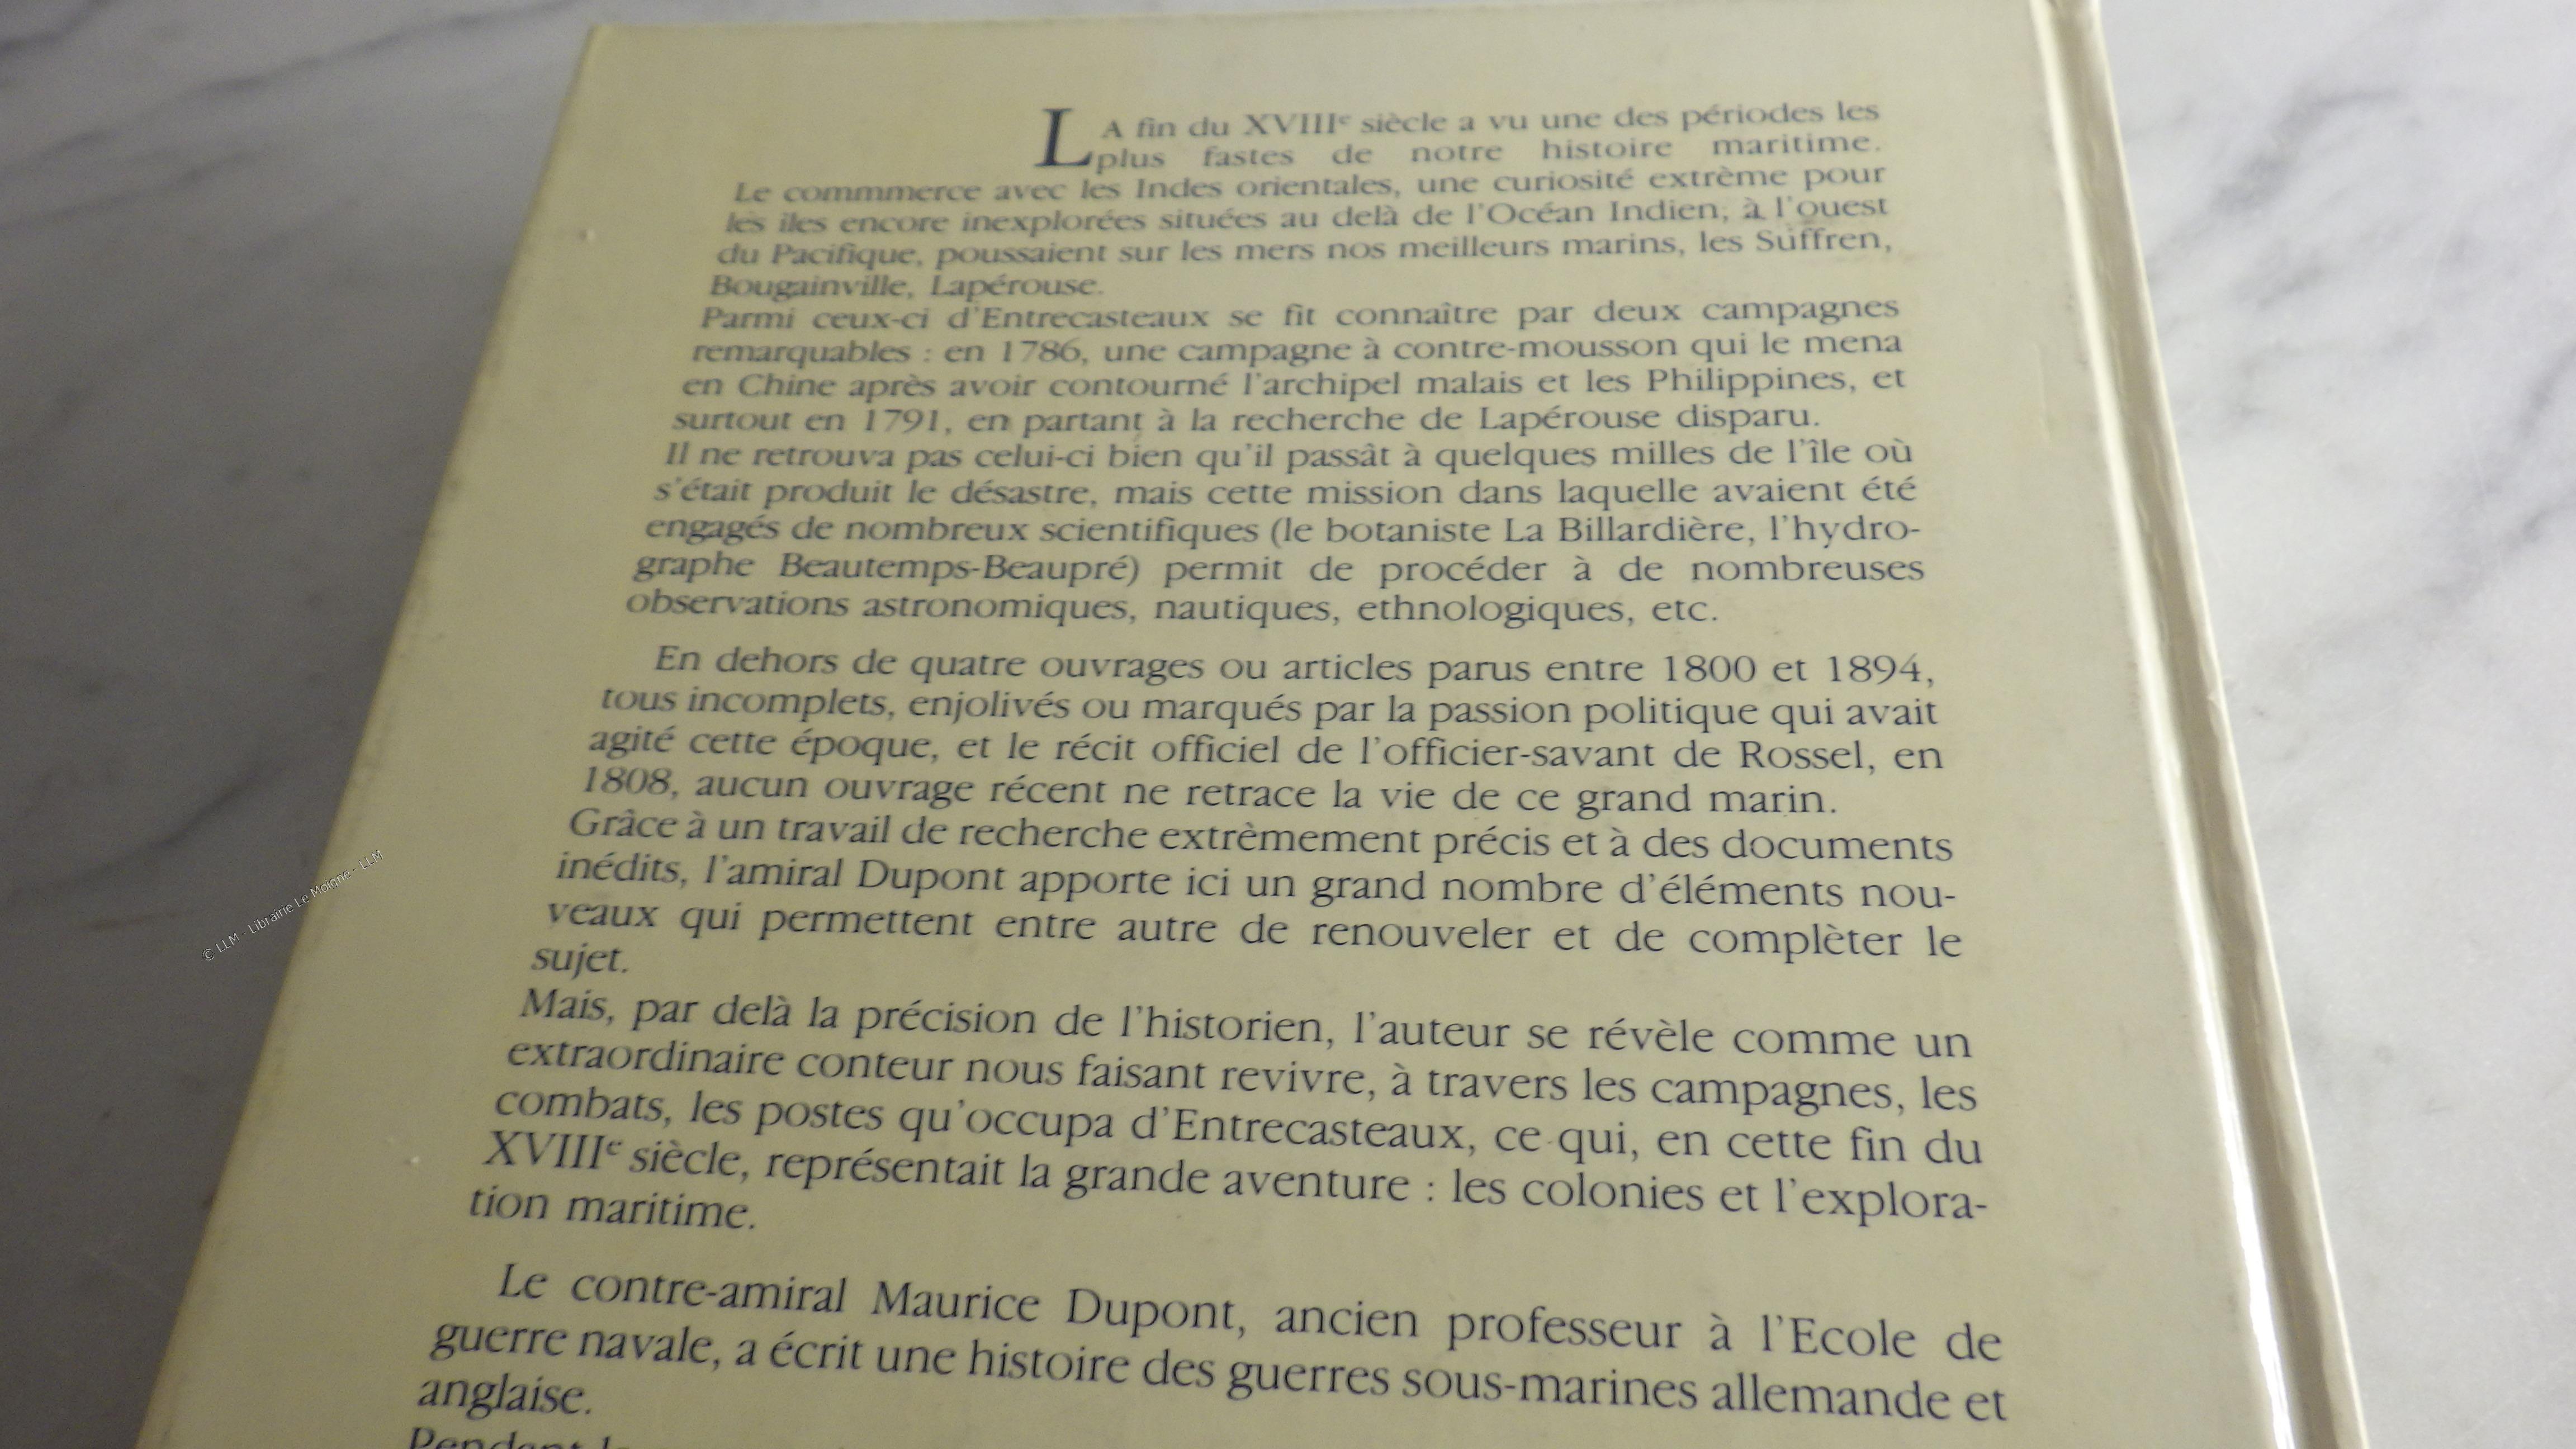 LA fin du XVIIIe siècle a vu une des périodes les
plus fastes de notre histoire maritime.
Le commmerce avec les Indes orientales, une curiosité extrème pour
les îles encore inexplorées situées au delà de l'Océan Indien, à l'ouest
du Pacifique, poussaient sur les mers nos meilleurs marins, les Suffren,
Bougainville, Lapérouse.
Parmi ceux-ci d'Entrecasteaux se fit connaître par deux campagnes
remarquables : en 1786, une campagne à contre-mousson qui le mena
en Chine après avoir contourné l'archipel malais et les Philippines, et
surtout en 1791, en partant à la recherche de Lapérouse disparu.
Il ne retrouva pas celui-ci bien qu'il passât à quelques milles de l'île où
s'était produit le désastre, mais cette mission dans laquelle avaient été
engagés de nombreux scientifiques (le botaniste La Billardière, l'hydro-
graphe Beautemps-Beaupré) permit de procéder à de nombreuses
observations astronomiques, nautiques, ethnologiques, etc.
En dehors de quatre ouvrages ou articles parus entre 1800 et 1894,
tous incomplets, enjolivés ou marqués par la passion politique qui avait
agité cette époque, et le récit officiel de l'officier-savant de Rossel, en
1808, aucun ouvrage récent ne retrace la vie de ce grand marin.
Grâce à un travail de recherche extrèmement précis et à des documents
inédits, l'amiral Dupont apporte ici un grand nombre d'éléments nou-
veaux qui permettent entre autre de renouveler et de complèter le
sujet.
Mais, par delà la précision de l'historien, l'auteur se révèle comme un
extraordinaire conteur nous faisant revivre, à travers les campagnes, les
combats, les postes qu'occupa d'Entrecasteaux, ce qui, en cette fin du
XVIIIe siècle, représentait la grande aventure : les colonies et l'explora-
tion maritime.
Le contre-amiral Maurice Dupont, ancien professeur à l'Ecole de
guerre navale, a écrit une histoire des guerres sous-marines allemande et
anglaise.
Pendant
© LLM - Librairie Le Moïane - LLM